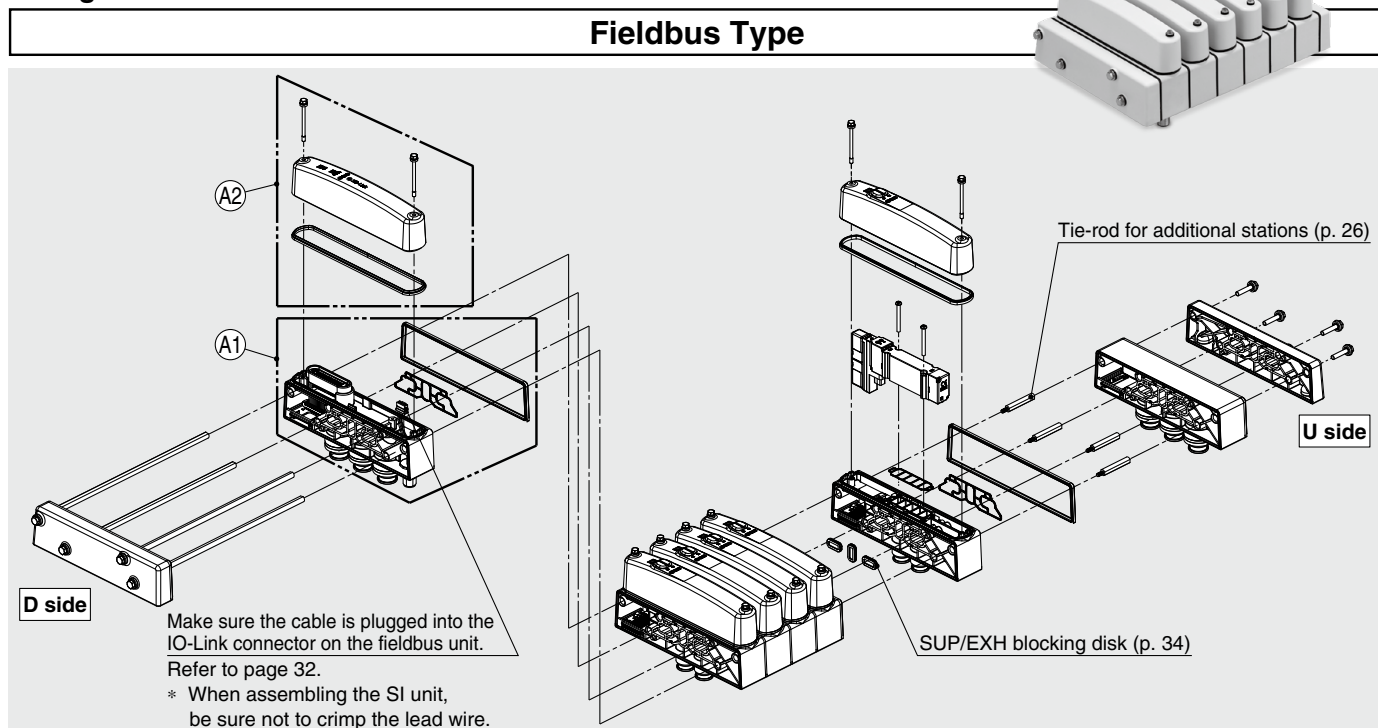 Fieldbus Type
A2
A1
Tie-rod for additional stations (p. 26)
U side
D side
Make sure the cable is plugged into the
IO-Link connector on the fieldbus unit.
Refer to page 32.
* When assembling the SI unit,
be sure not to crimp the lead wire.
SUP/EXH blocking disk (p. 34)